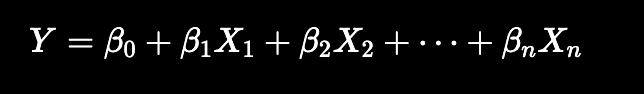 Y = β₀ + β₁X₁ + β₂X₂ + ⋯ + βₙXₙ